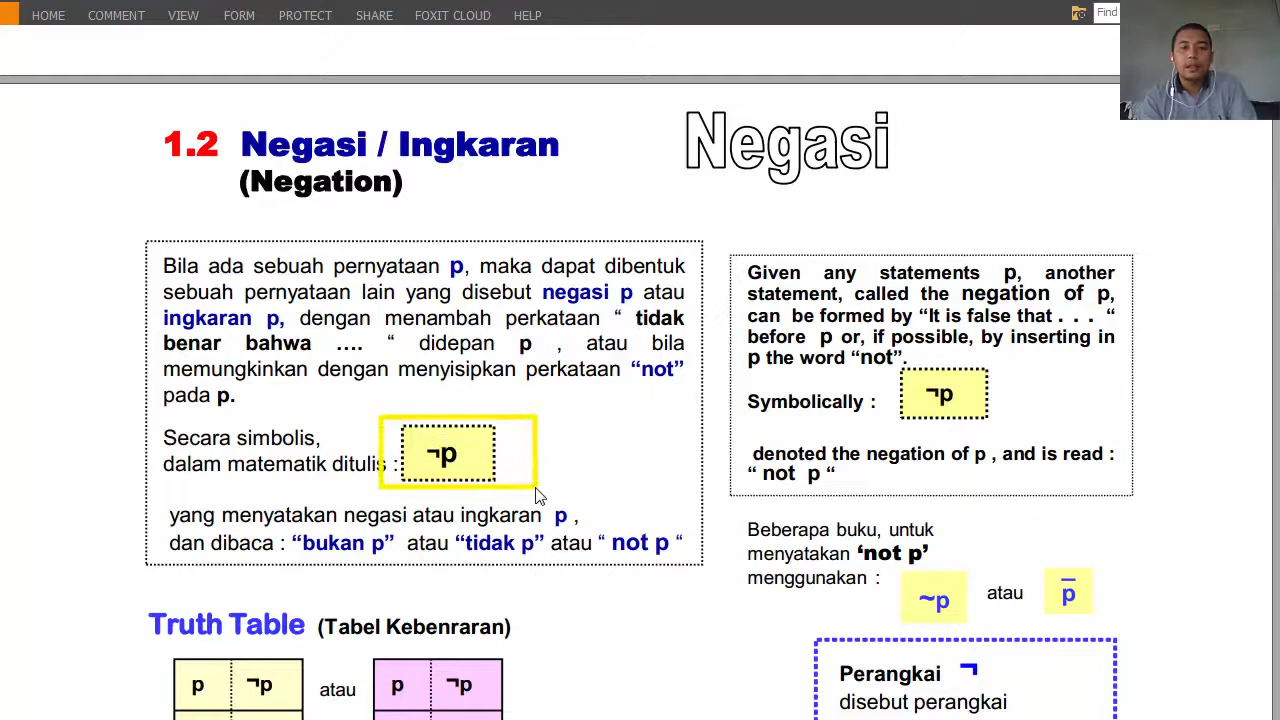 HOME COMMENT VIEW FORM PROTECT SHARE FOXIT CLOUD HELP Find
1.2 Negasi / Ingkaran
(Negation)
Negasi
Bila ada sebuah pernyataan p, maka dapat dibentuk
sebuah pernyataan lain yang disebut negasi p atau
ingkaran p, dengan menambah perkataan “ tidak
benar bahwa …. “ didepan p , atau bila
memungkinkan dengan menyisipkan perkataan “not”
pada p.
Secara simbolis,
dalam matematik ditulis : ¬p
yang menyatakan negasi atau ingkaran p ,
dan dibaca : “bukan p” atau “tidak p” atau “ not p “
Given any statements p, another
statement, called the negation of p,
can be formed by “It is false that . . . “
before p or, if possible, by inserting in
p the word “not”.
Symbolically : ¬p
denoted the negation of p , and is read :
“ not p “
Beberapa buku, untuk
menyatakan ‘not p’
menggunakan : ~p atau p̅
Truth Table (Tabel Kebenraran)
p ¬p atau p ¬p
Perangkai ¬
disebut perangkai